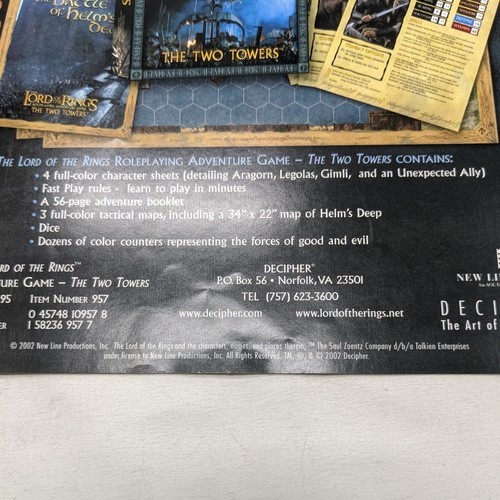 The Battle
of Helm's
Deep
THE LORD OF THE RINGS
THE TWO TOWERS
THE TWO TOWERS
THE LORD OF THE RINGS ROLEPLAYING ADVENTURE GAME – THE TWO TOWERS CONTAINS:
• 4 full-color character sheets (detailing Aragorn, Legolas, Gimli, and an Unexpected Ally)
• Fast Play rules - learn to play in minutes
• A 56-page adventure booklet
• 3 full-color tactical maps, including a 34" x 22" map of Helm's Deep
• Dice
• Dozens of color counters representing the forces of good and evil
RD OF THE RINGS™
TURE GAME – THE TWO TOWERS
95 ITEM NUMBER 957
0 45748 10957 8
ER 1 58236 957 7
DECIPHER®
P.O. Box 56 • Norfolk, VA 23501
TEL (757) 623-3600
www.decipher.com www.lordoftherings.net
NEW LIN
DECI
The Art of
© 2002 New Line Productions, Inc. The Lord of the Rings and the characters, names, and places therein, ™ The Saul Zaentz Company d/b/a Tolkien Enterprises
under license to New Line Productions, Inc. All Rights Reserved. TM, ®, & © 2002 Decipher.